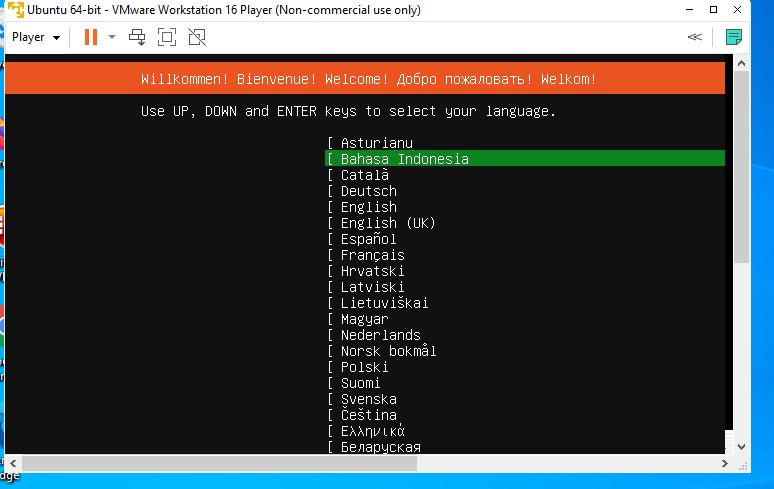 Ubuntu 64-bit - VMware Workstation 16 Player (Non-commercial use only)
Player
Willkommen! Bienvenue! Welcome! Добро пожаловать! Welkom!
Use UP, DOWN and ENTER keys to select your language.
[ Asturianu
[ Bahasa Indonesia
[ Català
[ Deutsch
[ English
[ English (UK)
[ Español
[ Français
[ Hrvatski
[ Latviski
[ Lietuviškai
[ Magyar
[ Nederlands
[ Norsk bokmål
[ Polski
[ Suomi
[ Svenska
[ Čeština
[ Ελληνικά
[ Беларуская